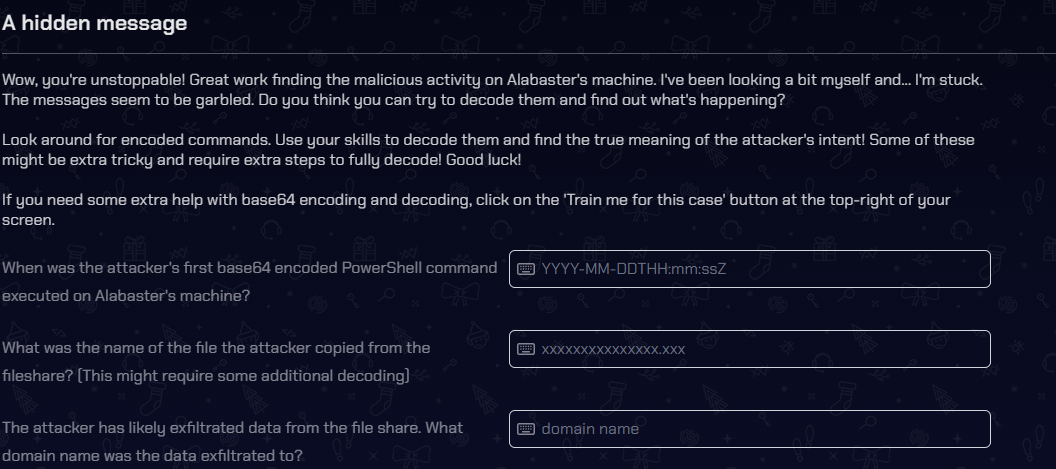 A hidden message
Wow, you're unstoppable! Great work finding the malicious activity on Alabaster's machine. I've been looking a bit myself and... I'm stuck.
The messages seem to be garbled. Do you think you can try to decode them and find out what's happening?
Look around for encoded commands. Use your skills to decode them and find the true meaning of the attacker's intent! Some of these
might be extra tricky and require extra steps to fully decode! Good luck!
If you need some extra help with base64 encoding and decoding, click on the 'Train me for this case' button at the top-right of your
screen.
When was the attacker's first base64 encoded PowerShell command
executed on Alabaster's machine?
YYYY-MM-DDTHH:mm:ssZ
What was the name of the file the attacker copied from the
fileshare? (This might require some additional decoding)
xxxxxxxxxxxxxx.xxx
The attacker has likely exfiltrated data from the file share. What
domain name was the data exfiltrated to?
domain name